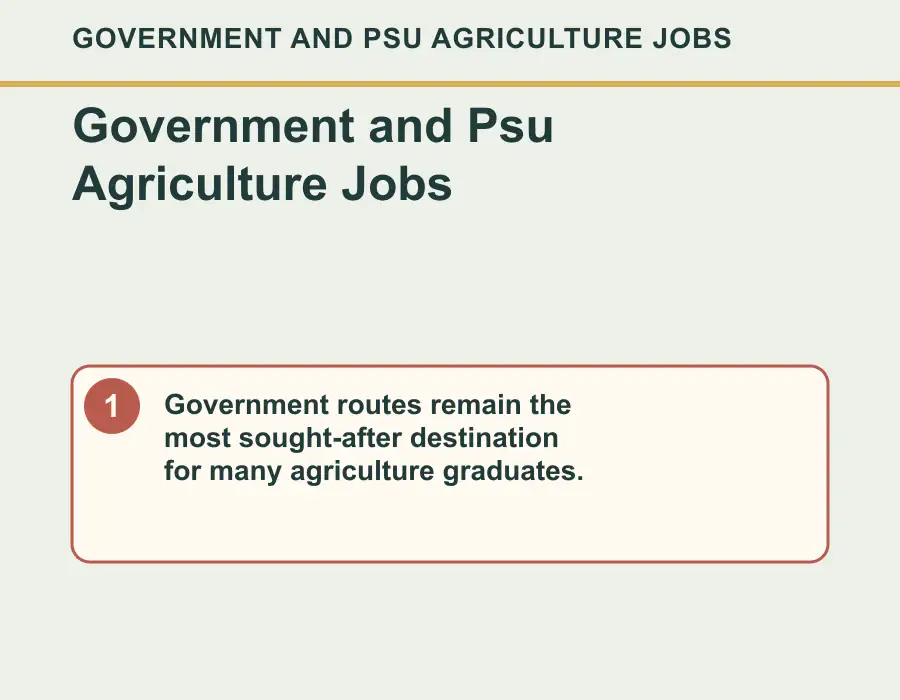 GOVERNMENT AND PSU AGRICULTURE JOBS
Government and Psu
Agriculture Jobs
1
Government routes remain the
most sought-after destination
for many agriculture graduates.